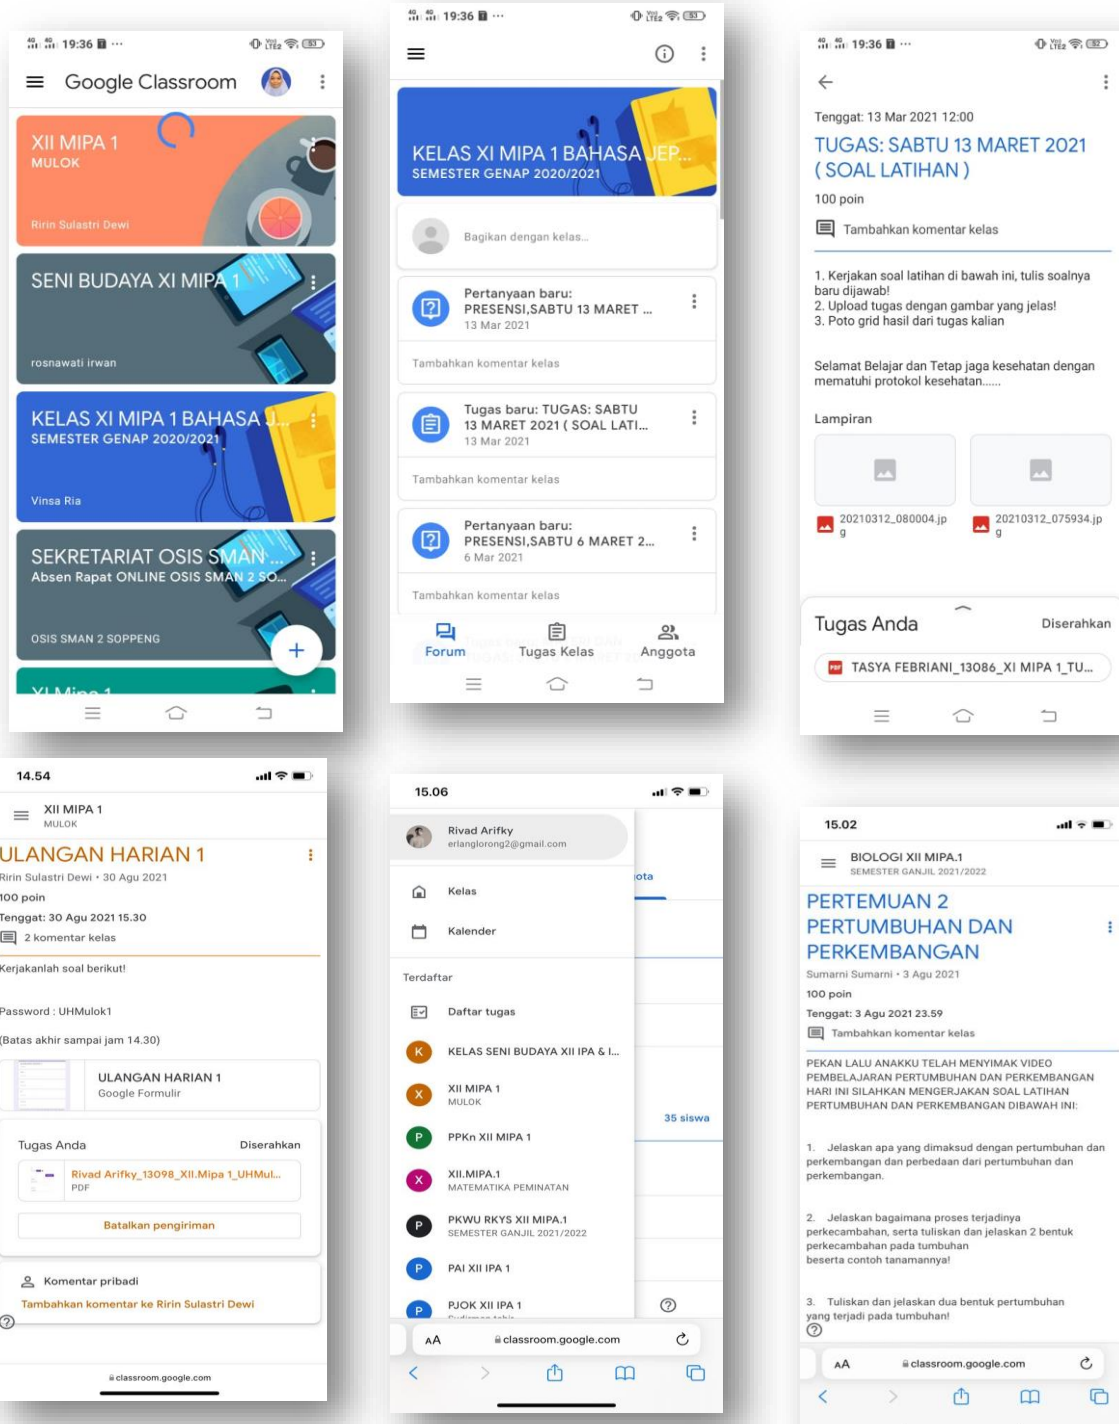 19:36
53
Google Classroom
XII MIPA 1
MULOK
Ririn Sulastri Dewi
SENI BUDAYA XI MIPA 1
rosnawati irwan
KELAS XI MIPA 1 BAHASA J...
SEMESTER GENAP 2020/2021
Vinsa Ria
SEKRETARIAT OSIS SMAN ...
Absen Rapat ONLINE OSIS SMAN 2 SO...
OSIS SMAN 2 SOPPENG
XI Mipa 1
19:36
53
KELAS XI MIPA 1 BAHASA JEP...
SEMESTER GENAP 2020/2021
Bagikan dengan kelas...
Pertanyaan baru:
PRESENSI,SABTU 13 MARET ...
13 Mar 2021
Tambahkan komentar kelas
Tugas baru: TUGAS: SABTU
13 MARET 2021 ( SOAL LATI...
13 Mar 2021
Tambahkan komentar kelas
Pertanyaan baru:
PRESENSI,SABTU 6 MARET 2...
6 Mar 2021
Tambahkan komentar kelas
Forum
Tugas Kelas
Anggota
19:36
52
Tenggat: 13 Mar 2021 12:00
TUGAS: SABTU 13 MARET 2021
( SOAL LATIHAN )
100 poin
Tambahkan komentar kelas
1. Kerjakan soal latihan di bawah ini, tulis soalnya
baru dijawab!
2. Upload tugas dengan gambar yang jelas!
3. Poto grid hasil dari tugas kalian
Selamat Belajar dan Tetap jaga kesehatan dengan
mematuhi protokol kesehatan......
Lampiran
20210312_080004.jp
g
20210312_075934.jp
g
Tugas Anda
Diserahkan
PDF
TASYA FEBRIANI_13086_XI MIPA 1_TU...
14.54
XII MIPA 1
MULOK
ULANGAN HARIAN 1
Ririn Sulastri Dewi • 30 Agu 2021
100 poin
Tenggat: 30 Agu 2021 15.30
2 komentar kelas
Kerjakanlah soal berikut!
Password : UHMulok1
(Batas akhir sampai jam 14.30)
ULANGAN HARIAN 1
Google Formulir
Tugas Anda
Diserahkan
Rivad Arifky_13098_XII.Mipa 1_UHMul...
PDF
Batalkan pengiriman
Komentar pribadi
Tambahkan komentar ke Ririn Sulastri Dewi
classroom.google.com
15.06
Rivad Arifky
erlanglorong2@gmail.com
ota
Kelas
Kalender
Terdaftar
Daftar tugas
K
KELAS SENI BUDAYA XII IPA & I...
X
XII MIPA 1
MULOK
35 siswa
P
PPKn XII MIPA 1
X
XII.MIPA.1
MATEMATIKA PEMINATAN
P
PKWU RKYS XII MIPA.1
SEMESTER GANJIL 2021/2022
P
PAI XII IPA 1
P
PJOK XII IPA 1
AA
classroom.google.com
15.02
BIOLOGI XII MIPA.1
SEMESTER GANJIL 2021/2022
PERTEMUAN 2
PERTUMBUHAN DAN
PERKEMBANGAN
Sumarni Sumarni • 3 Agu 2021
100 poin
Tenggat: 3 Agu 2021 23.59
Tambahkan komentar kelas
PEKAN LALU ANAKKU TELAH MENYIMAK VIDEO
PEMBELAJARAN PERTUMBUHAN DAN PERKEMBANGAN
HARI INI SILAHKAN MENGERJAKAN SOAL LATIHAN
PERTUMBUHAN DAN PERKEMBANGAN DIBAWAH INI:
1. Jelaskan apa yang dimaksud dengan pertumbuhan dan
perkembangan dan perbedaan dari pertumbuhan dan
perkembangan.
2. Jelaskan bagaimana proses terjadinya
perkecambahan, serta tuliskan dan jelaskan 2 bentuk
perkecambahan pada tumbuhan
beserta contoh tanamannya!
3. Tuliskan dan jelaskan dua bentuk pertumbuhan
yang terjadi pada tumbuhan!
AA
classroom.google.com